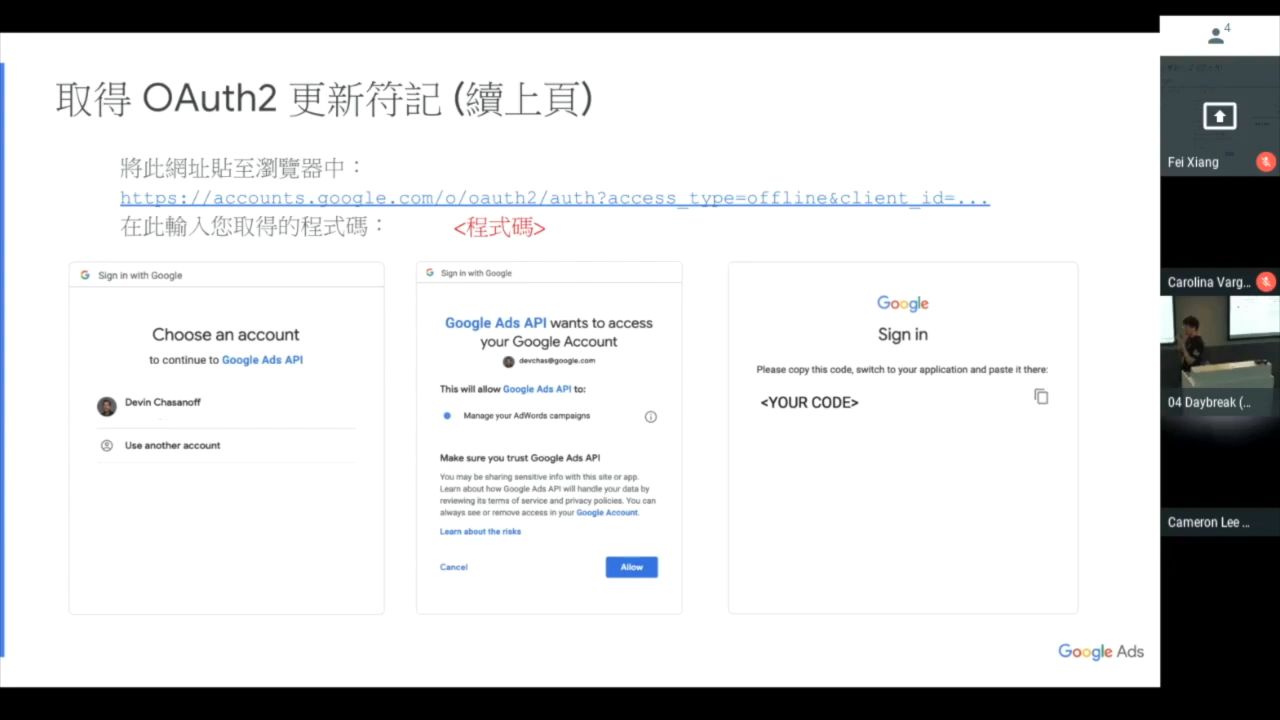 取得 OAuth2 更新符記 (續上頁)
將此網址貼至瀏覽器中：
https://accounts.google.com/o/oauth2/auth?access_type=offline&client_id=...
在此輸入您取得的程式碼： <程式碼>
Sign in with Google
Choose an account
to continue to Google Ads API
Devin Chasanoff
Use another account
Sign in with Google
Google Ads API wants to access
your Google Account
devchas@google.com
This will allow Google Ads API to:
Manage your AdWords campaigns
Make sure you trust Google Ads API
You may be sharing sensitive info with this site or app.
Learn about how Google Ads API will handle your data by
reviewing its terms of service and privacy policies. You can
always see or remove access in your Google Account.
Learn about the risks
Cancel
Allow
Google
Sign in
Please copy this code, switch to your application and paste it there:
<YOUR CODE>
Google Ads
4
Fei Xiang
Carolina Varg...
04 Daybreak (...
Cameron Lee ...